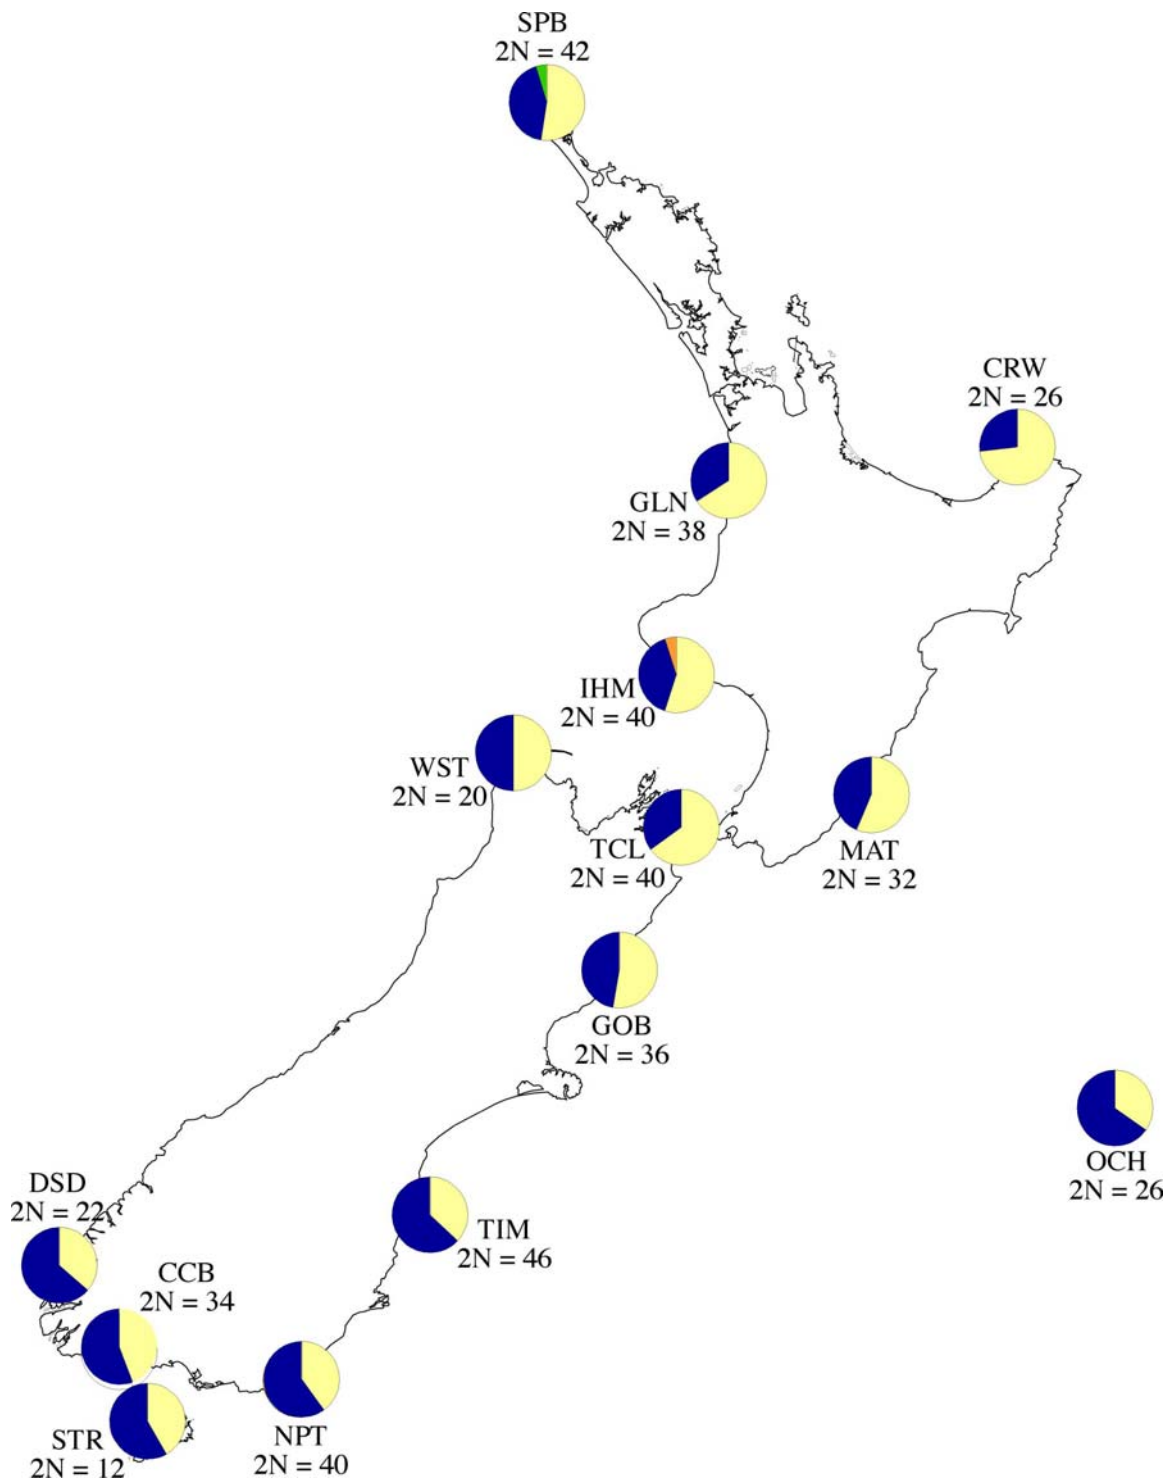 SPB
2N = 42
CRW
2N = 26
GLN
2N = 38
IHM
2N = 40
WST
2N = 20
TCL
2N = 40
MAT
2N = 32
GOB
2N = 36
OCH
2N = 26
DSD
2N = 22
TIM
2N = 46
CCB
2N = 34
NPT
2N = 40
STR
2N = 12